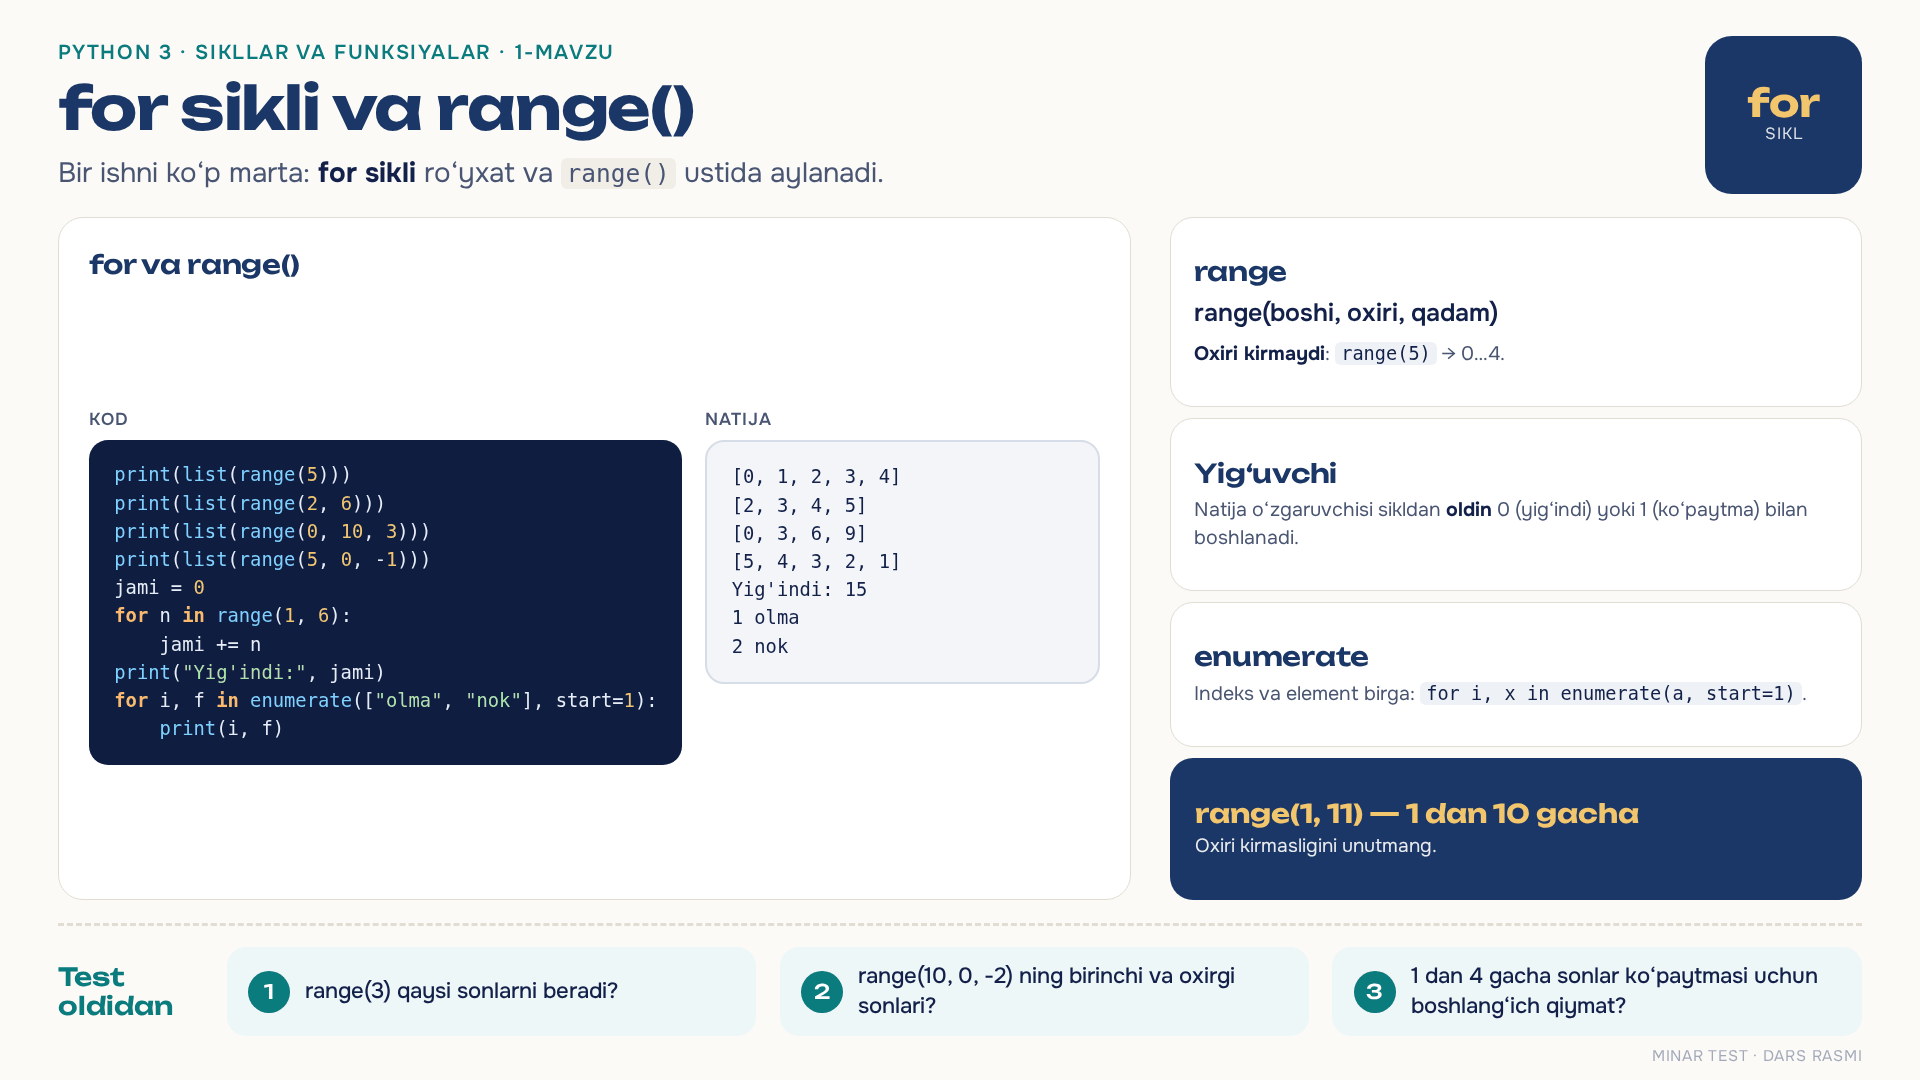 PYTHON 3 · SIKLLAR VA FUNKSIYALAR · 1-MAVZU
for sikli va range()
Bir ishni ko‘p marta: for sikli ro‘yxat va range() ustida aylanadi.
for
SIKL
for va range()
KOD
print(list(range(5)))
print(list(range(2, 6)))
print(list(range(0, 10, 3)))
print(list(range(5, 0, -1)))
jami = 0
for n in range(1, 6):
    jami += n
print("Yig'indi:", jami)
for i, f in enumerate(["olma", "nok"], start=1):
    print(i, f)
NATIJA
[0, 1, 2, 3, 4]
[2, 3, 4, 5]
[0, 3, 6, 9]
[5, 4, 3, 2, 1]
Yig'indi: 15
1 olma
2 nok
range
range(boshi, oxiri, qadam)
Oxiri kirmaydi: range(5) → 0…4.
Yig‘uvchi
Natija o‘zgaruvchisi sikldan oldin 0 (yig‘indi) yoki 1 (ko‘paytma) bilan
boshlanadi.
enumerate
Indeks va element birga: for i, x in enumerate(a, start=1).
range(1, 11) — 1 dan 10 gacha
Oxiri kirmasligini unutmang.
Test
oldidan
1 range(3) qaysi sonlarni beradi?
2 range(10, 0, -2) ning birinchi va oxirgi
sonlari?
3 1 dan 4 gacha sonlar ko‘paytmasi uchun
boshlang‘ich qiymat?
MINAR TEST · DARS RASMI